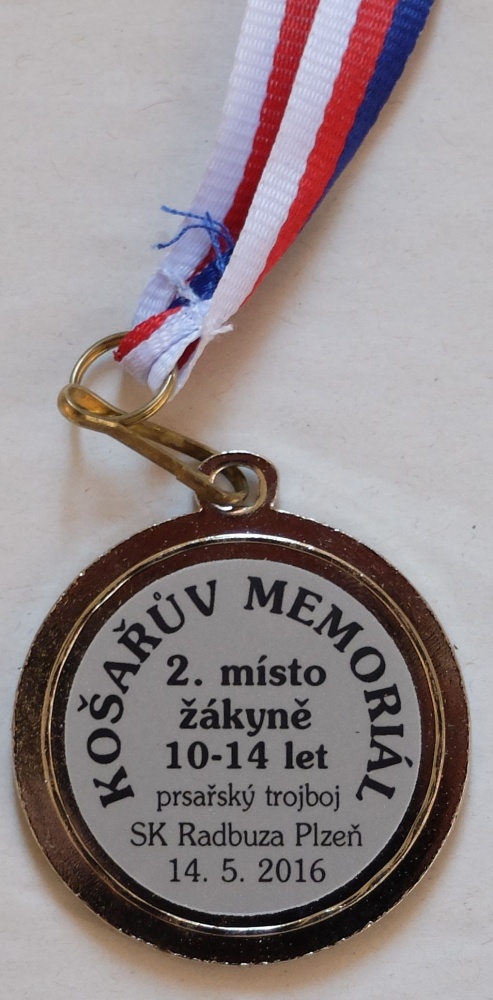 KOŠAŘŮV MEMORIÁL
2. místo
žákyně
10-14 let
prsařský trojboj
SK Radbuza Plzeň
14. 5. 2016